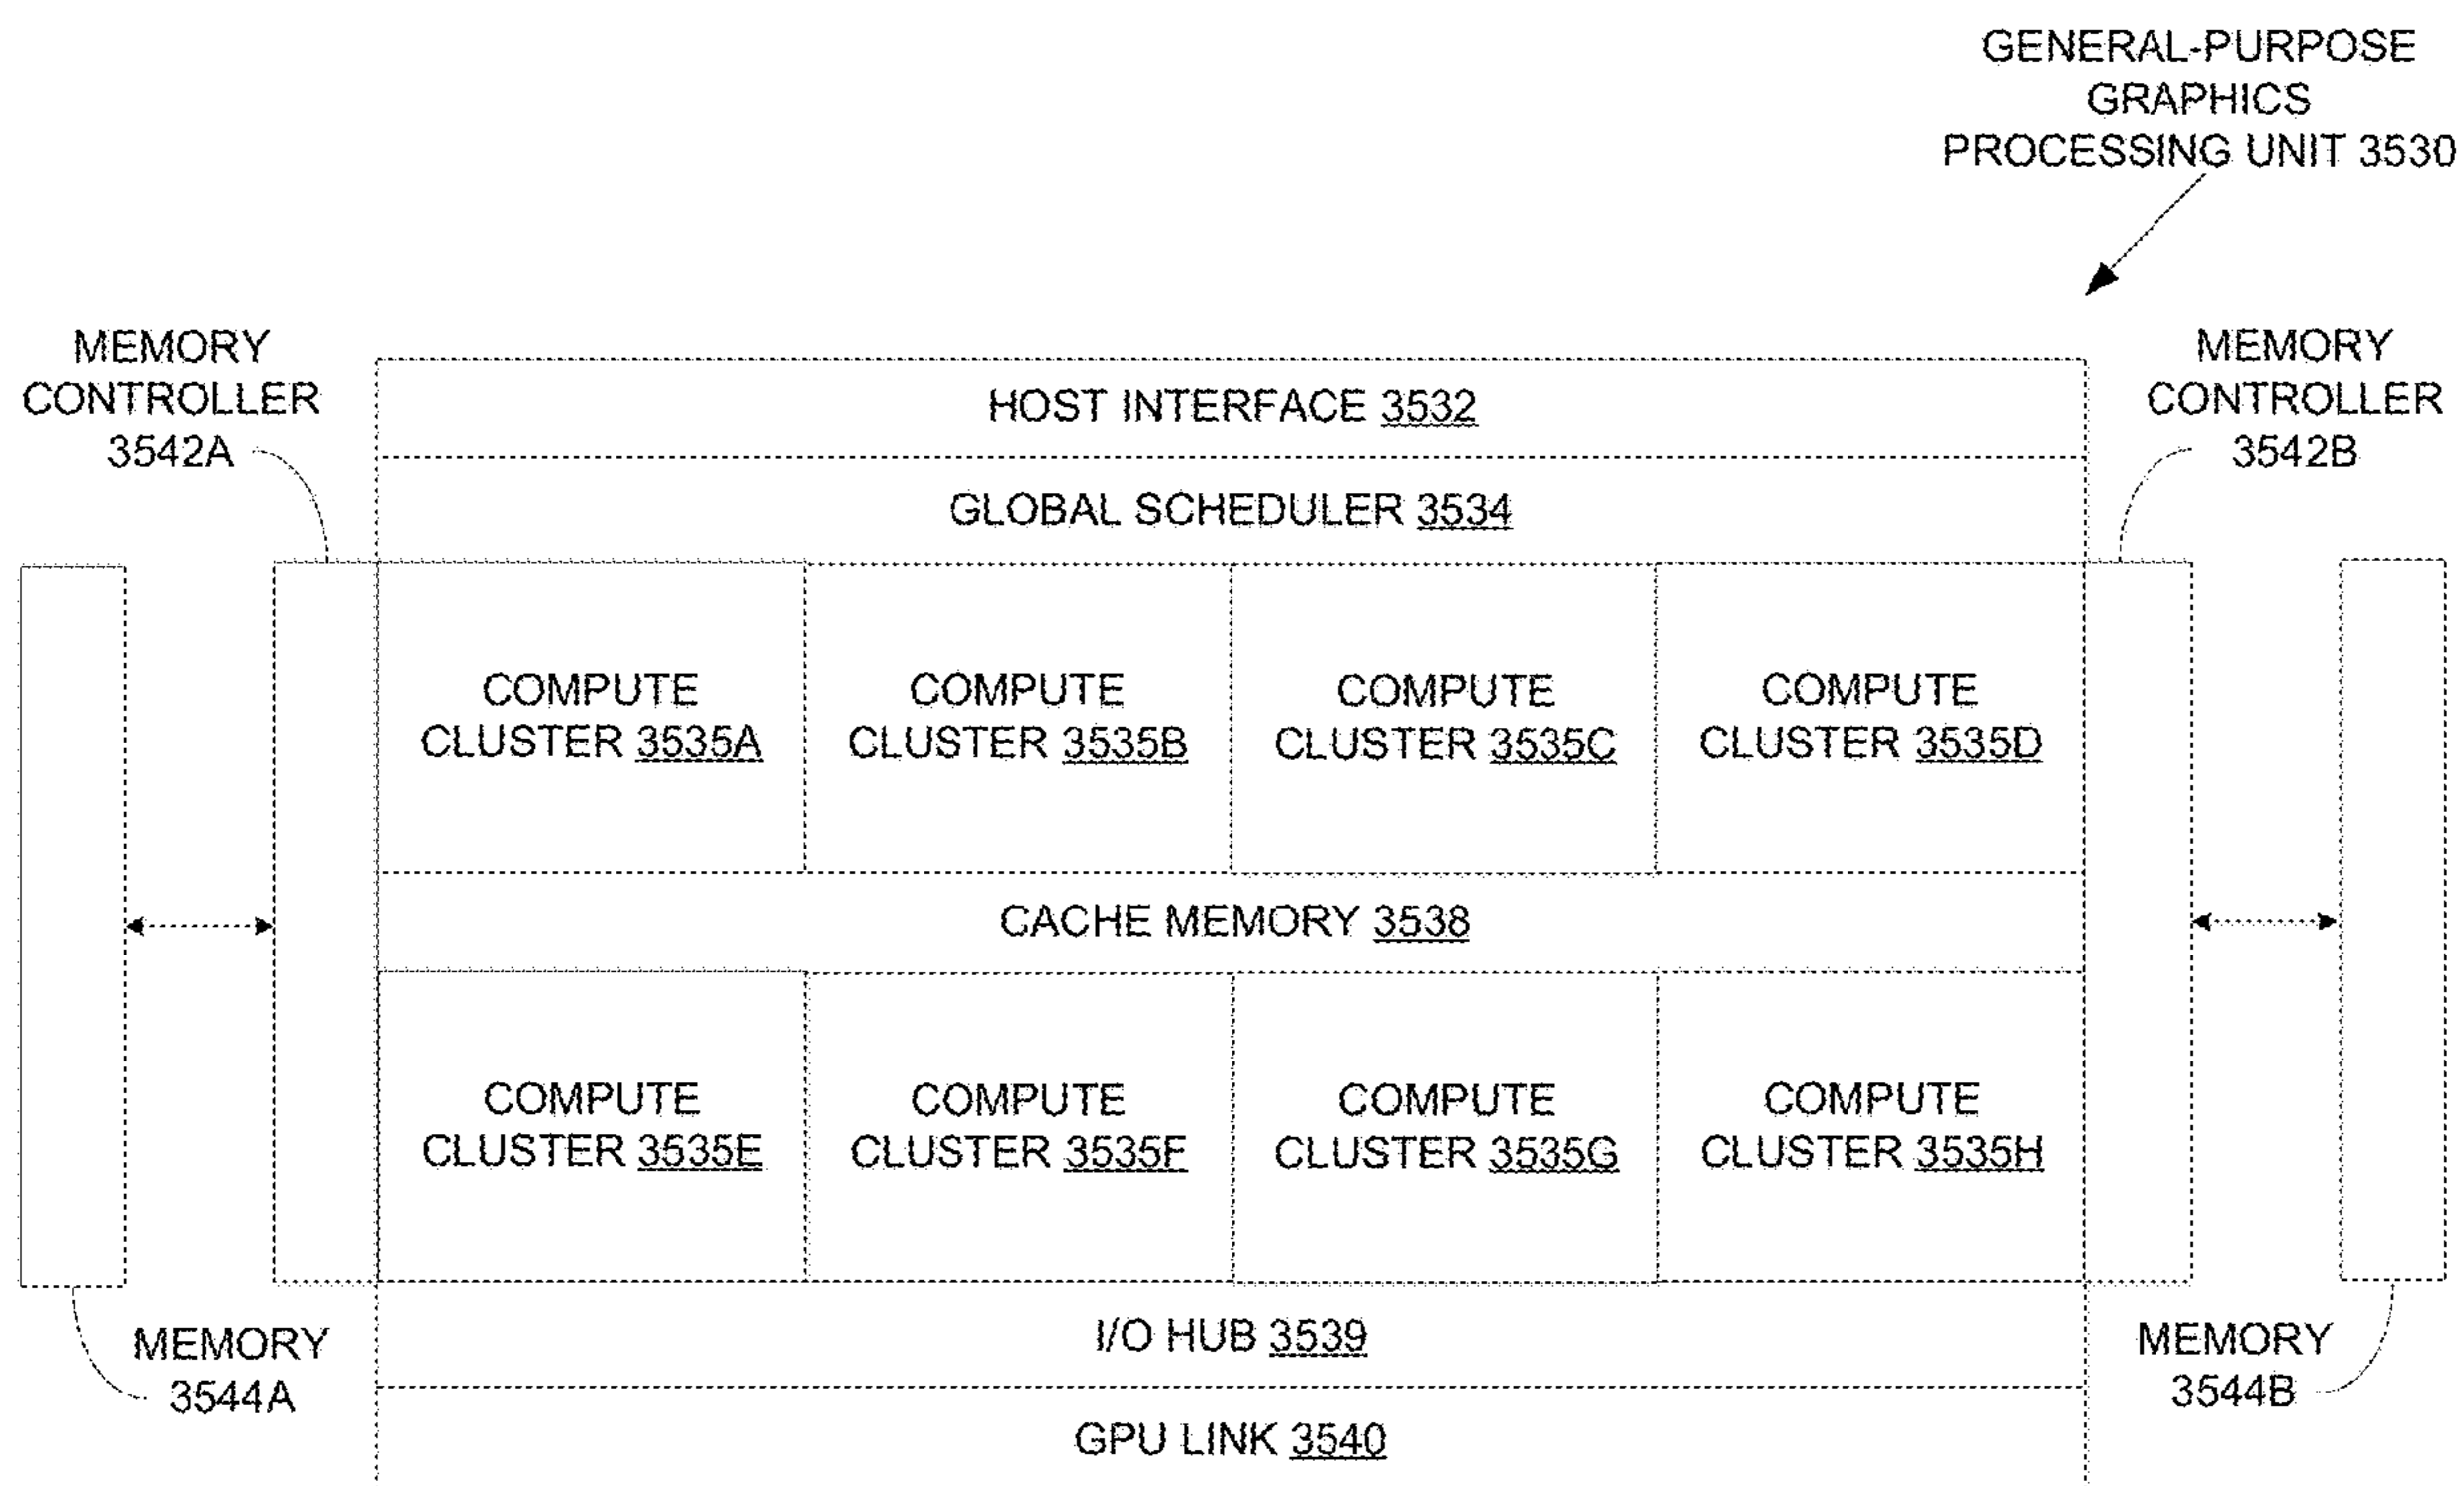 GENERAL-PURPOSE
GRAPHICS
PROCESSING UNIT 3530
MEMORY
CONTROLLER
3542A
MEMORY
CONTROLLER
3542B
HOST INTERFACE 3532
GLOBAL SCHEDULER 3534
COMPUTE
CLUSTER 3535A
COMPUTE
CLUSTER 3535B
COMPUTE
CLUSTER 3535C
COMPUTE
CLUSTER 3535D
CACHE MEMORY 3538
COMPUTE
CLUSTER 3535E
COMPUTE
CLUSTER 3535F
COMPUTE
CLUSTER 3535G
COMPUTE
CLUSTER 3535H
MEMORY
3544A
I/O HUB 3539
MEMORY
3544B
GPU LINK 3540